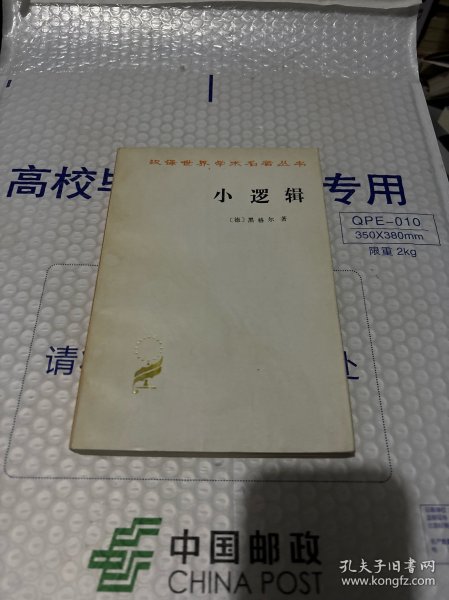 汉译世界学术名著丛书
小逻辑
〔德〕黑格尔 著
高校毕
专用
QPE-010
350X380mm
限重 2kg
请
处
中国邮政
CHINA POST
孔夫子旧书网
www.kongfz.com